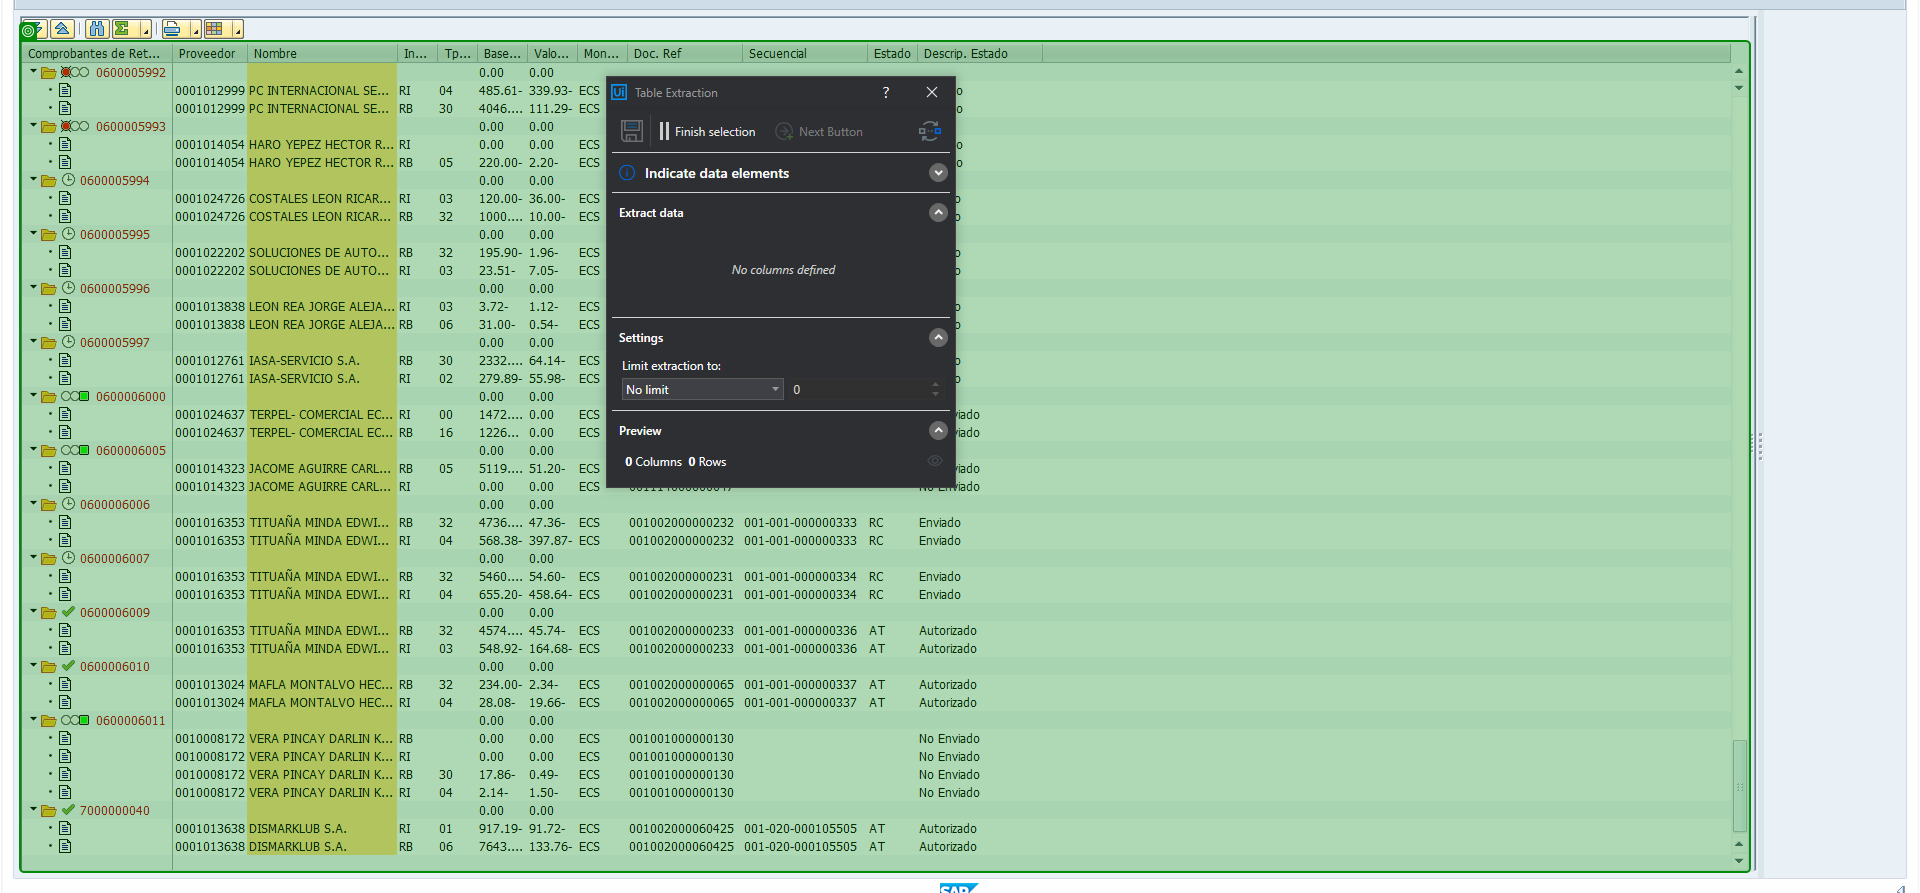 Comprobantes de Ret... Proveedor Nombre In... Tp... Base... Valo... Mon... Doc. Ref Secuencial Estado Descrip. Estado
0600005992 0.00 0.00
0001012999 PC INTERNACIONAL SE... RI 04 485.61- 339.93- ECS o
0001012999 PC INTERNACIONAL SE... RB 30 4046.... 111.29- ECS o
0600005993 0.00 0.00
0001014054 HARO YEPEZ HECTOR R... RI 0.00 0.00 ECS o
0001014054 HARO YEPEZ HECTOR R... RB 05 220.00- 2.20- ECS o
0600005994 0.00 0.00
0001024726 COSTALES LEON RICAR... RI 03 120.00- 36.00- ECS o
0001024726 COSTALES LEON RICAR... RB 32 1000.... 10.00- ECS o
0600005995 0.00 0.00
0001022202 SOLUCIONES DE AUTO... RB 32 195.90- 1.96- ECS o
0001022202 SOLUCIONES DE AUTO... RI 03 23.51- 7.05- ECS o
0600005996 0.00 0.00
0001013838 LEON REA JORGE ALEJA... RI 03 3.72- 1.12- ECS o
0001013838 LEON REA JORGE ALEJA... RB 06 31.00- 0.54- ECS o
0600005997 0.00 0.00
0001012761 IASA-SERVICIO S.A. RB 30 2332.... 64.14- ECS o
0001012761 IASA-SERVICIO S.A. RI 02 279.89- 55.98- ECS o
0600006000 0.00 0.00
0001024637 TERPEL- COMERCIAL EC... RI 00 1472.... 0.00 ECS viado
0001024637 TERPEL- COMERCIAL EC... RB 16 1226... 0.00 ECS viado
0600006005 0.00 0.00
0001014323 JACOME AGUIRRE CARL... RB 05 5119.... 51.20- ECS viado
0001014323 JACOME AGUIRRE CARL... RI 0.00 0.00 ECS No Enviado
0600006006 0.00 0.00
0001016353 TITUAÑA MINDA EDWI... RB 32 4736.... 47.36- ECS 001002000000232 001-001-000000333 RC Enviado
0001016353 TITUAÑA MINDA EDWI... RI 04 568.38- 397.87- ECS 001002000000232 001-001-000000333 RC Enviado
0600006007 0.00 0.00
0001016353 TITUAÑA MINDA EDWI... RB 32 5460.... 54.60- ECS 001002000000231 001-001-000000334 RC Enviado
0001016353 TITUAÑA MINDA EDWI... RI 04 655.20- 458.64- ECS 001002000000231 001-001-000000334 RC Enviado
0600006009 0.00 0.00
0001016353 TITUAÑA MINDA EDWI... RB 32 4574.... 45.74- ECS 001002000000233 001-001-000000336 AT Autorizado
0001016353 TITUAÑA MINDA EDWI... RI 03 548.92- 164.68- ECS 001002000000233 001-001-000000336 AT Autorizado
0600006010 0.00 0.00
0001013024 MAFLA MONTALVO HEC... RB 32 234.00- 2.34- ECS 001002000000065 001-001-000000337 AT Autorizado
0001013024 MAFLA MONTALVO HEC... RI 04 28.08- 19.66- ECS 001002000000065 001-001-000000337 AT Autorizado
0600006011 0.00 0.00
0010008172 VERA PINCAY DARLIN K... RB 0.00 0.00 ECS 001001000000130 No Enviado
0010008172 VERA PINCAY DARLIN K... RI 0.00 0.00 ECS 001001000000130 No Enviado
0010008172 VERA PINCAY DARLIN K... RB 30 17.86- 0.49- ECS 001001000000130 No Enviado
0010008172 VERA PINCAY DARLIN K... RI 04 2.14- 1.50- ECS 001001000000130 No Enviado
7000000040 0.00 0.00
0001013638 DISMARKLUB S.A. RI 01 917.19- 91.72- ECS 001002000060425 001-020-000105505 AT Autorizado
0001013638 DISMARKLUB S.A. RB 06 7643.... 133.76- ECS 001002000060425 001-020-000105505 AT Autorizado
Ui Table Extraction ?
Finish selection Next Button
Indicate data elements
Extract data
No columns defined
Settings
Limit extraction to:
No limit 0
Preview
0 Columns 0 Rows
SAP